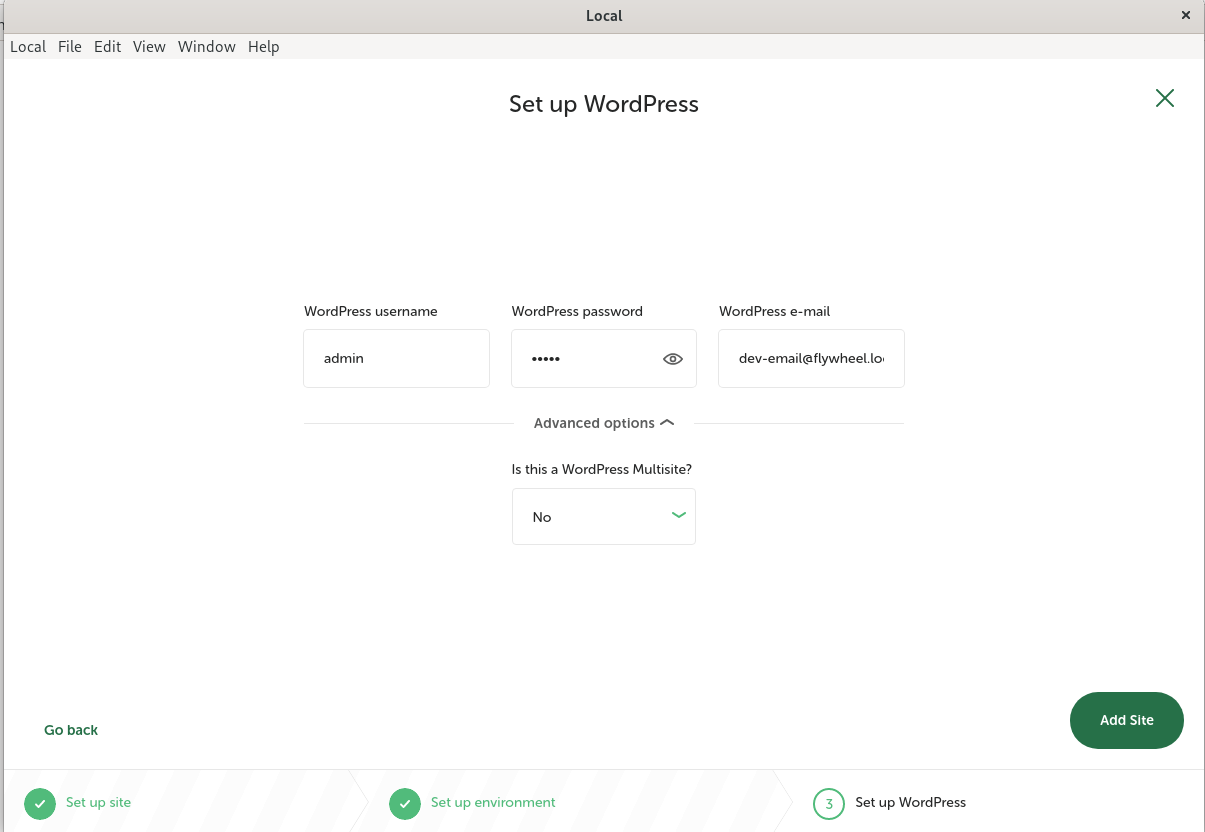 Local
Local File Edit View Window Help
Set up WordPress
WordPress username WordPress password WordPress e-mail
admin ••••• dev-email@flywheel.lo
Advanced options
Is this a WordPress Multisite?
No
Go back
Add Site
Set up site Set up environment 3 Set up WordPress